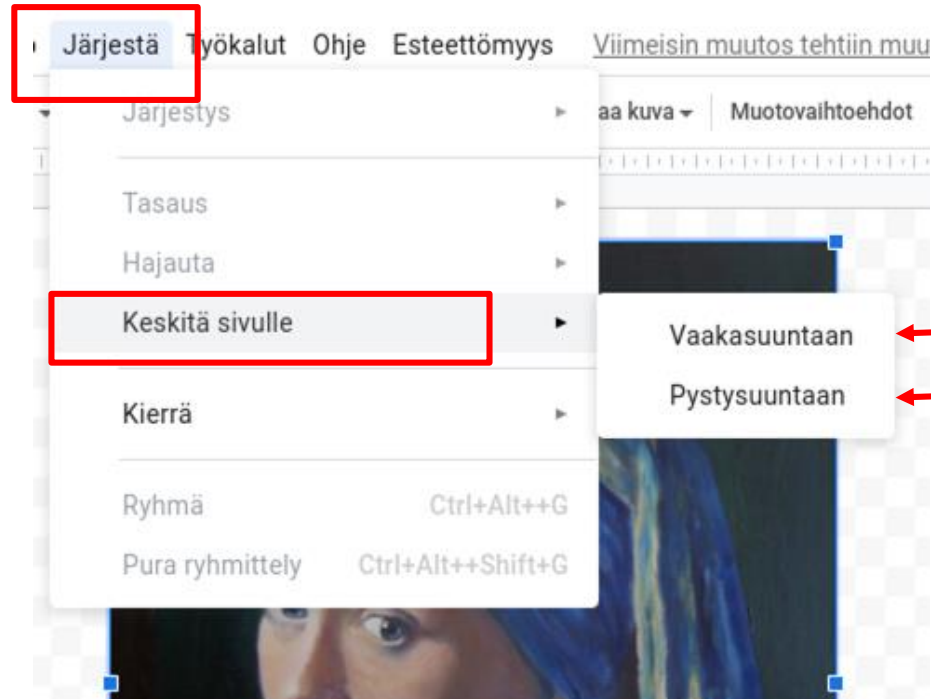 Järjestä Työkalut Ohje Esteettömyys Viimeisin muutos tehtiin
Järjestys
aa kuva Muotovaihtoehdot
Tasaus
Hajauta
Keskitä sivulle
Vaakasuuntaan
Pystysuuntaan
Kierrä
Ryhmä Ctrl+Alt++G
Pura ryhmittely Ctrl+Alt++Shift+G